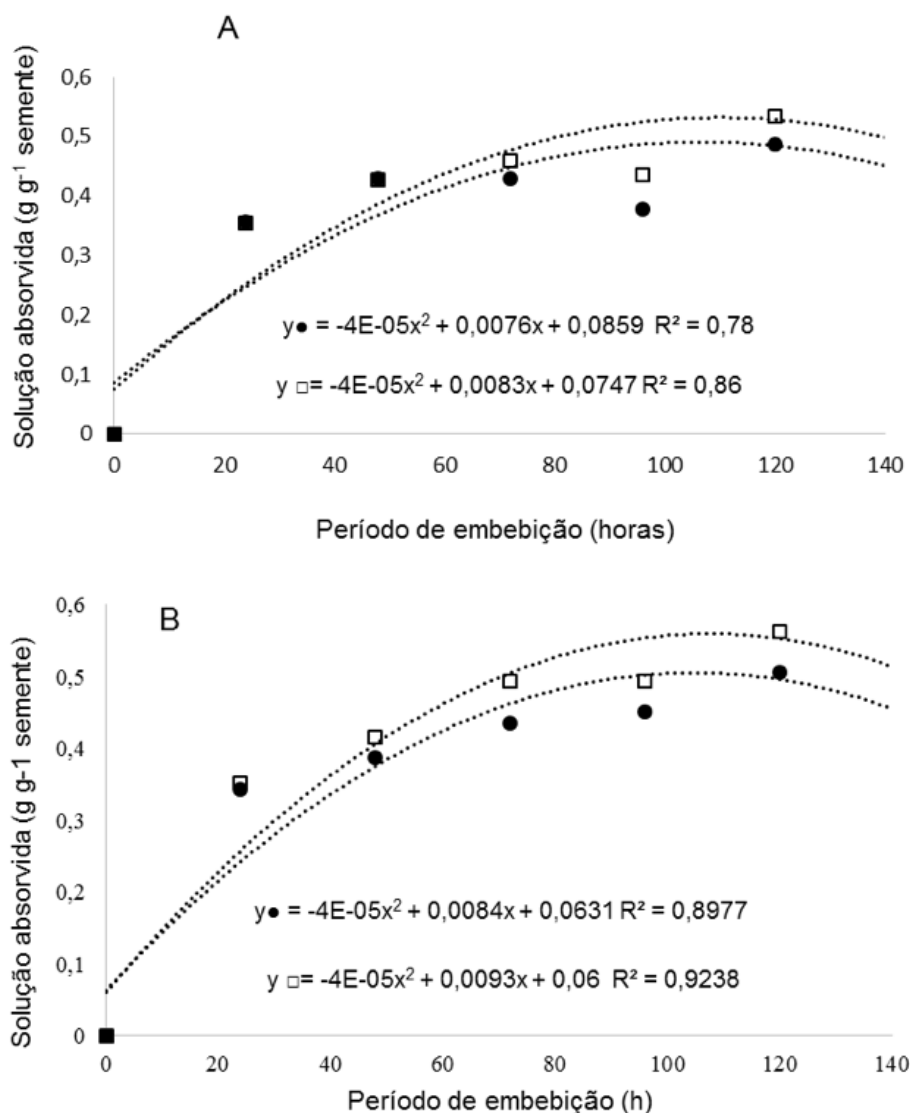 A
Solução absorvida (g g⁻¹ semente)
0,6
0,5
0,4
0,3
0,2
0,1
0
y● = -4E-05x² + 0,0076x + 0,0859 R² = 0,78
y □= -4E-05x² + 0,0083x + 0,0747 R² = 0,86
0 20 40 60 80 100 120 140
Período de embebição (horas)
B
Solução absorvida (g g-1 semente)
0,6
0,5
0,4
0,3
0,2
0,1
0
y● = -4E-05x² + 0,0084x + 0,0631 R² = 0,8977
y □= -4E-05x² + 0,0093x + 0,06 R² = 0,9238
0 20 40 60 80 100 120 140
Período de embebição (h)